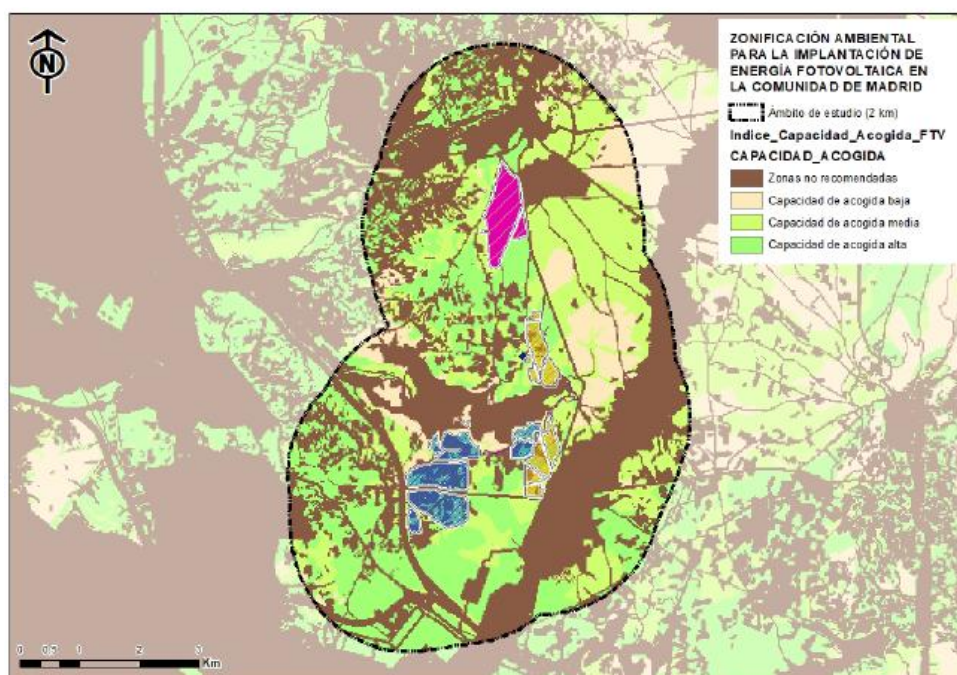 N
ZONIFICACIÓN AMBIENTAL
PARA LA IMPLANTACIÓN DE
ENERGÍA FOTOVOLTAICA EN
LA COMUNIDAD DE MADRID
Ámbito de estudio (2 km)
Indice_Capacidad_Acogida_FTV
CAPACIDAD_ACOGIDA
Zonas no recomendadas
Capacidad de acogida baja
Capacidad de acogida media
Capacidad de acogida alta
0 0,5 1 2 3
Km